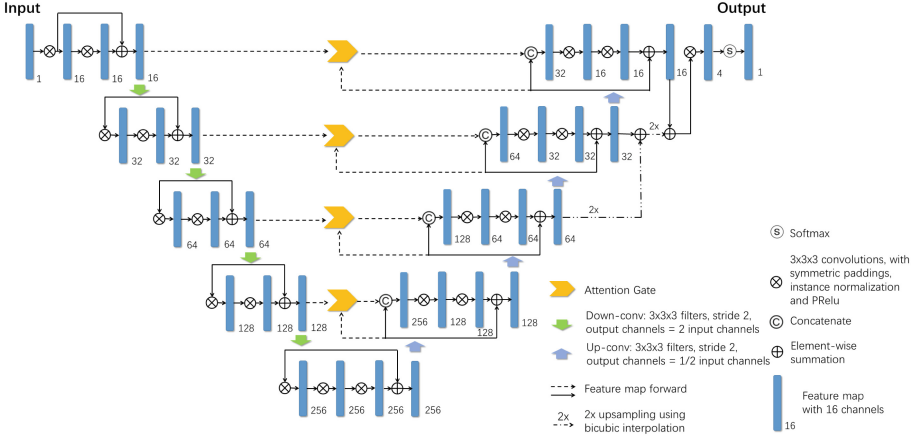 Input
Output
1 16 16 16
32 16 16 16 4 S 1
32 32 32
64 32 32 32 2x
64 64 64
128 64 64 64 2x
128 128 128
256 128 128 128
256 256 256 256
C
C
C
C
Attention Gate
Down-conv: 3x3x3 filters, stride 2,
output channels = 2 input channels
Up-conv: 3x3x3 filters, stride 2,
output channels = 1/2 input channels
Feature map forward
2x 2x upsampling using
bicubic interpolation
S Softmax
3x3x3 convolutions, with
symmetric paddings,
instance normalization
and PRelu
C Concatenate
Element-wise
summation
Feature map
with 16 channels
16